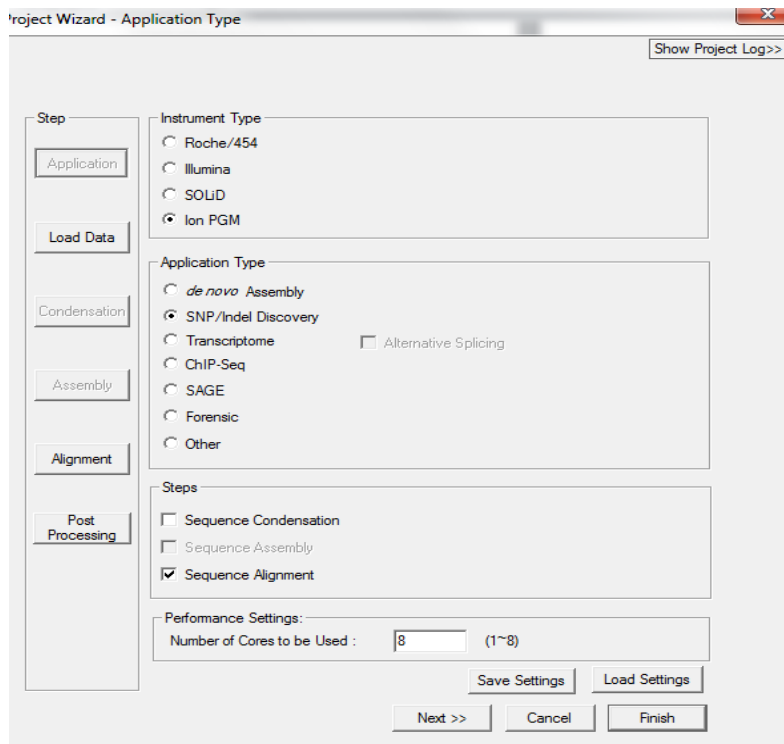 Project Wizard - Application Type
Show Project Log>>
Step
Application
Load Data
Condensation
Assembly
Alignment
Post
Processing
Instrument Type
Roche/454
Illumina
SOLiD
Ion PGM
Application Type
de novo Assembly
SNP/Indel Discovery
Transcriptome
Alternative Splicing
ChIP-Seq
SAGE
Forensic
Other
Steps
Sequence Condensation
Sequence Assembly
Sequence Alignment
Performance Settings:
Number of Cores to be Used : 8 (1~8)
Save Settings Load Settings
Next >> Cancel Finish